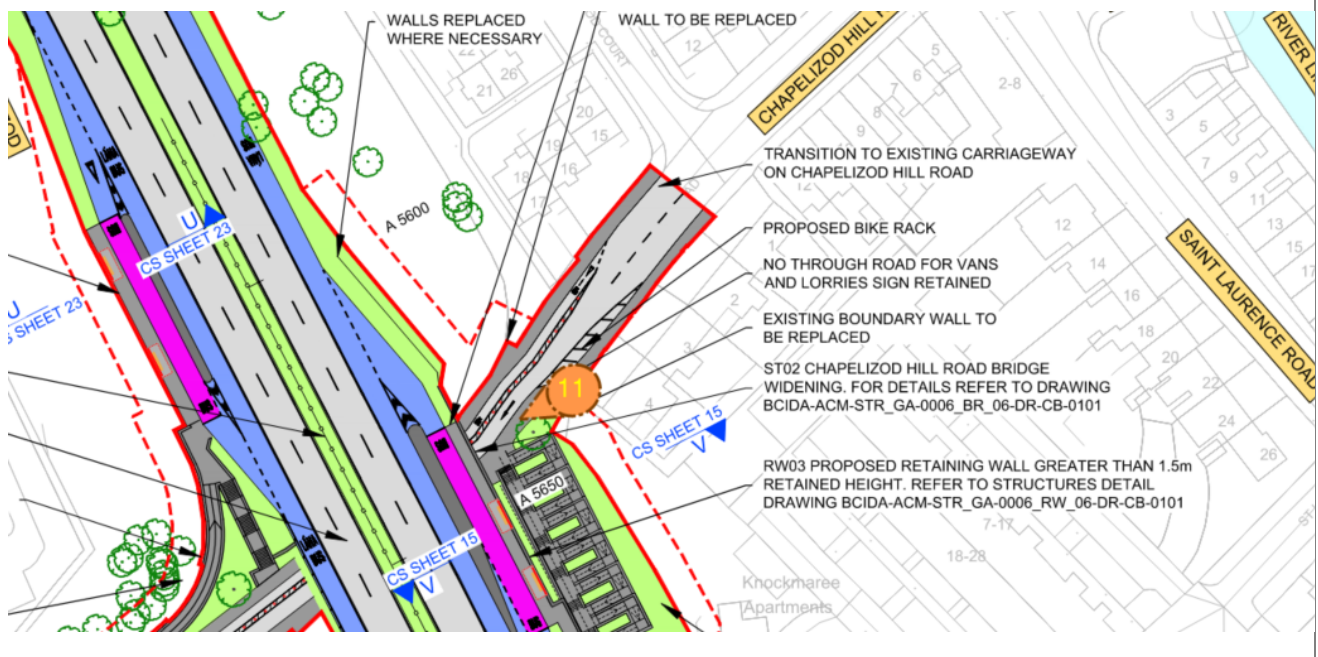 WALLS REPLACED
WHERE NECESSARY
WALL TO BE REPLACED
COURT
CHAPELIZOD HILL
RIVER
TRANSITION TO EXISTING CARRIAGEWAY
ON CHAPELIZOD HILL ROAD
PROPOSED BIKE RACK
NO THROUGH ROAD FOR VANS
AND LORRIES SIGN RETAINED
EXISTING BOUNDARY WALL TO
BE REPLACED
ST02 CHAPELIZOD HILL ROAD BRIDGE
WIDENING. FOR DETAILS REFER TO DRAWING
BCIDA-ACM-STR_GA-0006_BR_06-DR-CB-0101
RW03 PROPOSED RETAINING WALL GREATER THAN 1.5m
RETAINED HEIGHT. REFER TO STRUCTURES DETAIL
DRAWING BCIDA-ACM-STR_GA-0006_RW_06-DR-CB-0101
SAINT LAURENCE ROAD
A 5600
U
CS SHEET 23
U
SHEET 23
11
CS SHEET 15
V
A 5650
CS SHEET 15
V
Knockmaree
Apartments
22
26
21
12
20
19
15
18
16
17
5
6
7
8
9
2-8
12
1
2
3
4
3
5
7
9
11
13
15
17
12
14
16
18
20
22
24
26
7-17
18-28